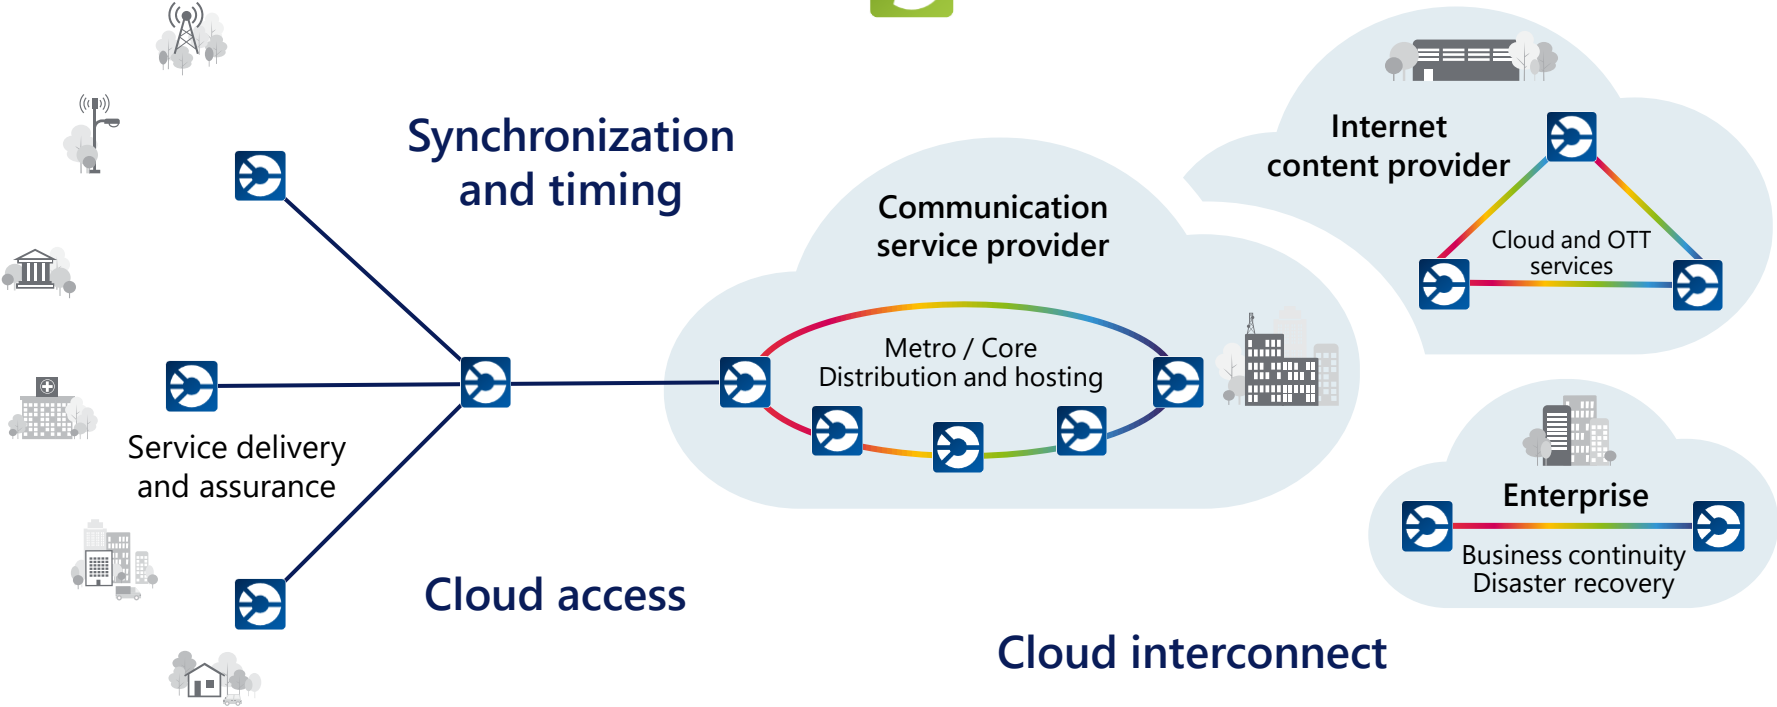 Synchronization
and timing
Service delivery
and assurance
Cloud access
Communication
service provider
Metro / Core
Distribution and hosting
Internet
content provider
Cloud and OTT
services
Enterprise
Business continuity
Disaster recovery
Cloud interconnect